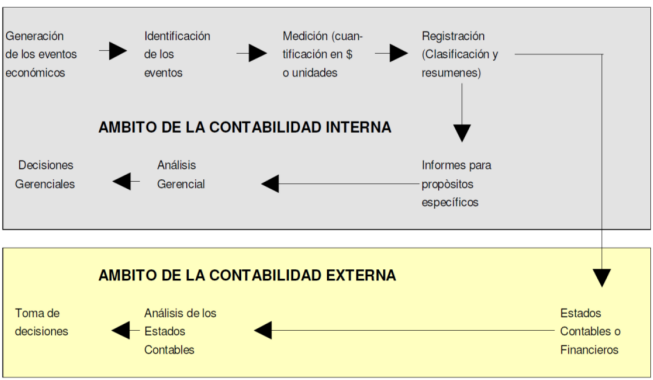 Generación
de los eventos
económicos
Identificación
de los
eventos
Medición (cuan-
tificación en $
o unidades
Registración
(Clasificación y
resumenes)
AMBITO DE LA CONTABILIDAD INTERNA
Decisiones
Gerenciales
Análisis
Gerencial
Informes para
propòsitos
específicos
AMBITO DE LA CONTABILIDAD EXTERNA
Toma de
decisiones
Análisis de los
Estados
Contables
Estados
Contables o
Financieros